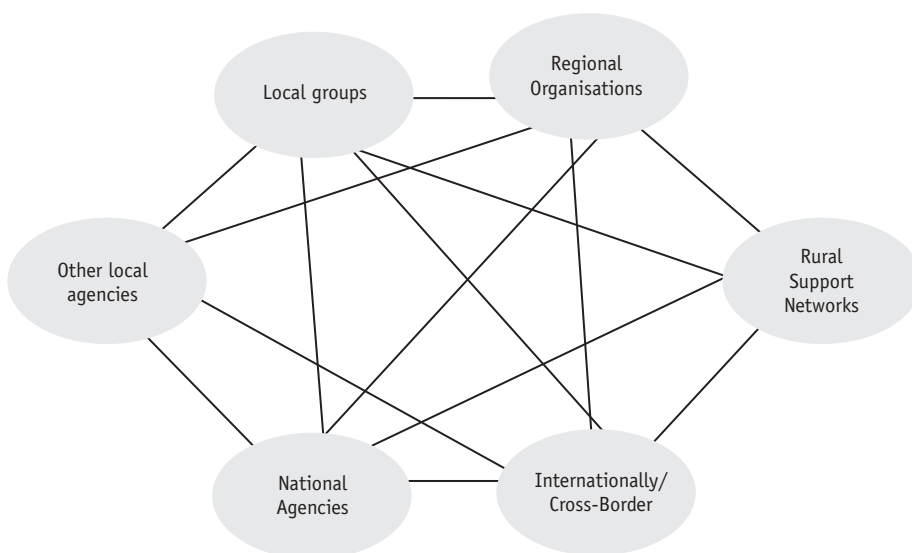 Local groups
Regional
Organisations
Other local
agencies
Rural
Support
Networks
National
Agencies
Internationally/
Cross-Border